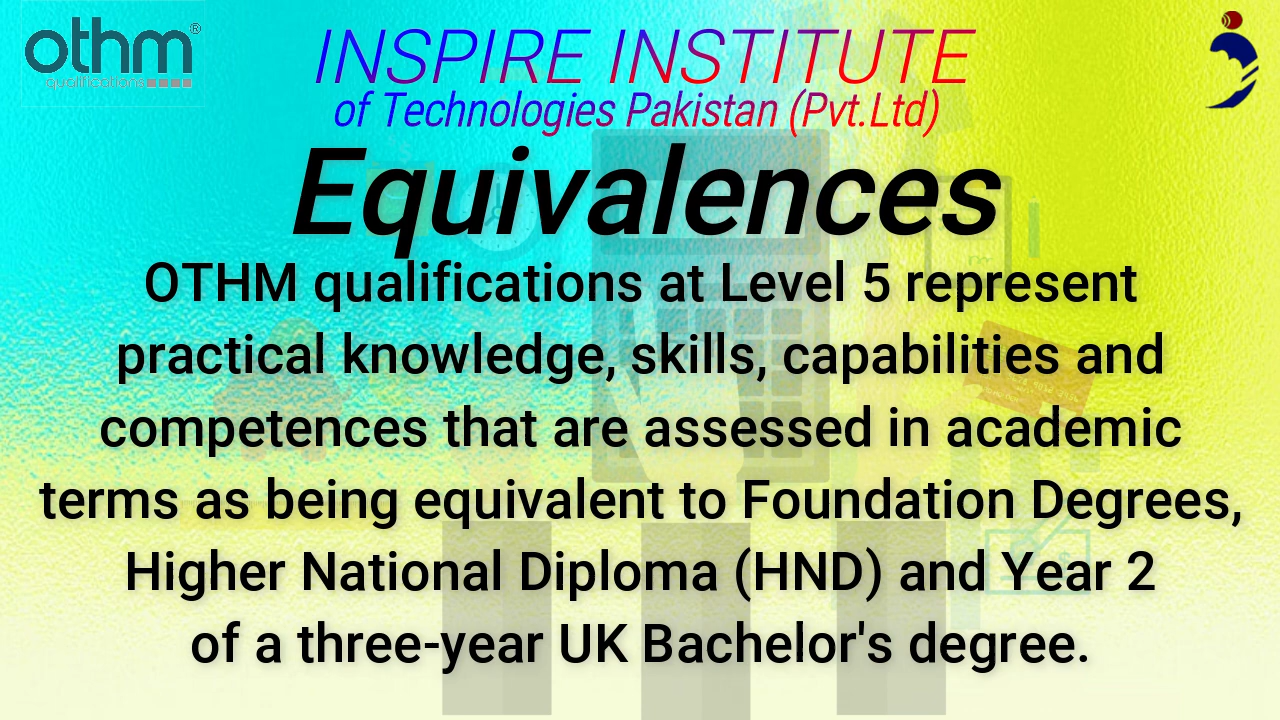 othm®
qualifications
INSPIRE INSTITUTE
of Technologies Pakistan (Pvt.Ltd)
Equivalences
OTHM qualifications at Level 5 represent
practical knowledge, skills, capabilities and
competences that are assessed in academic
terms as being equivalent to Foundation Degrees,
Higher National Diploma (HND) and Year 2
of a three-year UK Bachelor's degree.